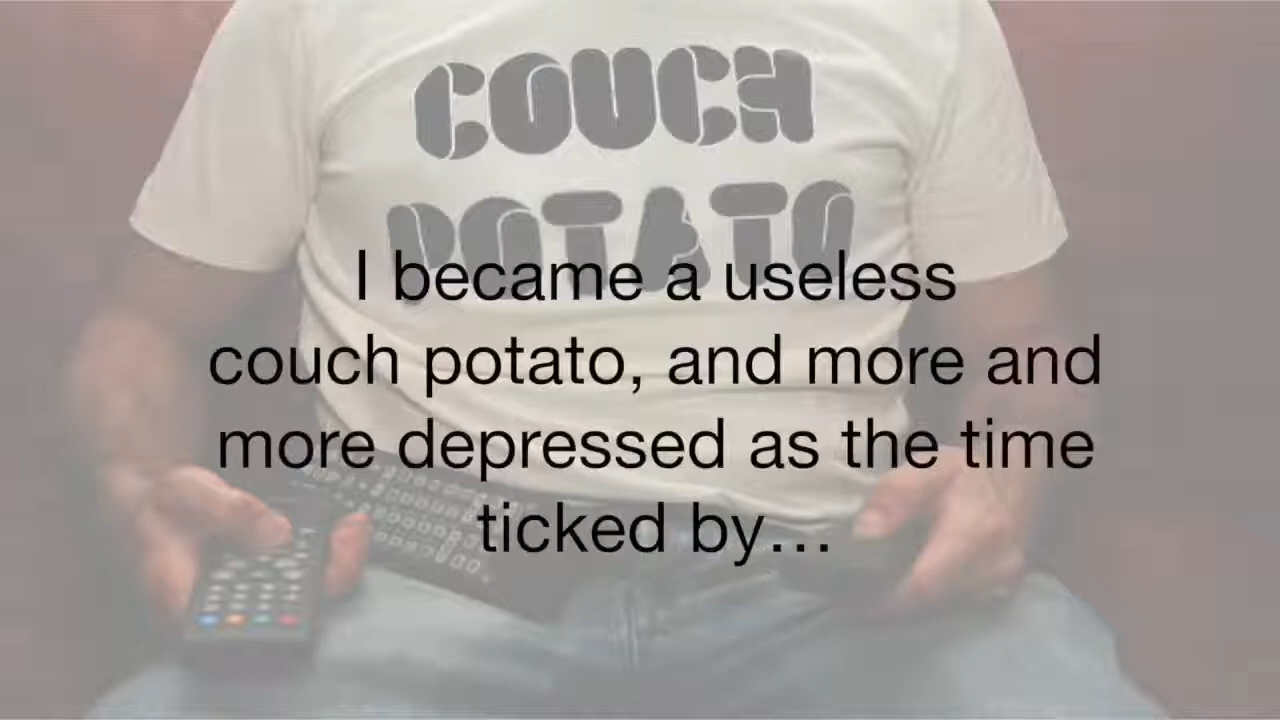 COUCH
POTATO
I became a useless
couch potato, and more and
more depressed as the time
ticked by…